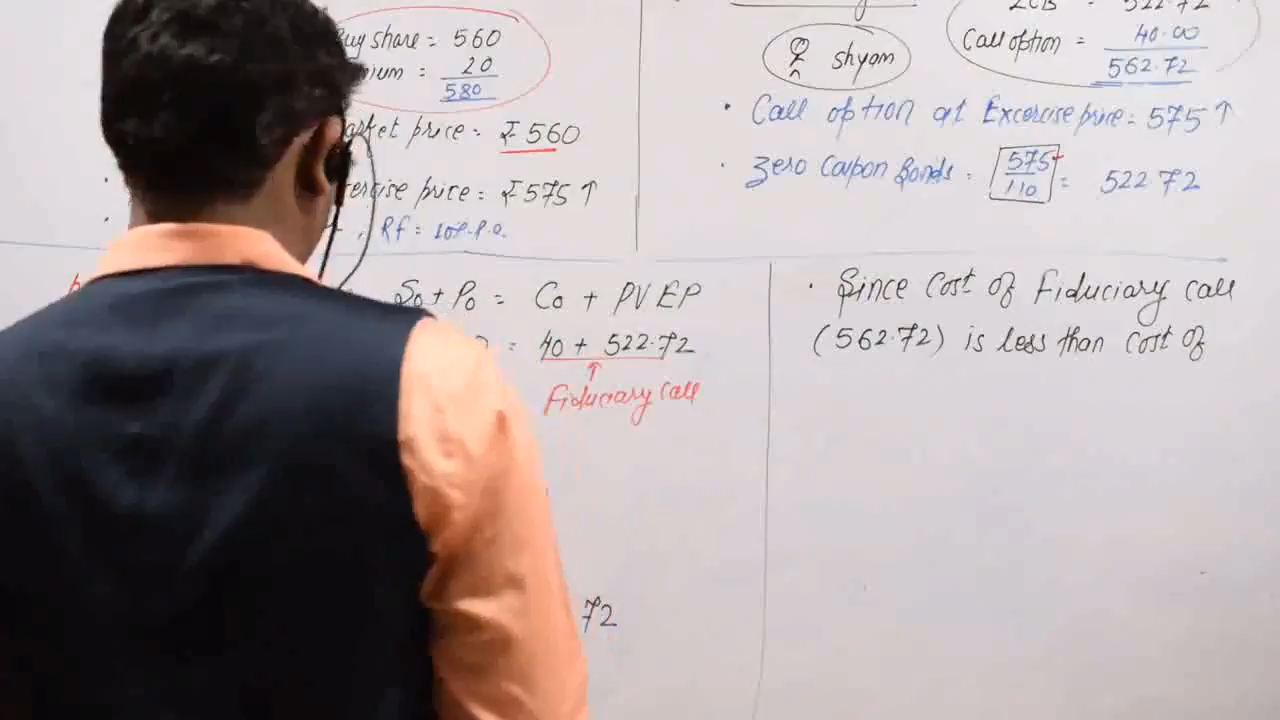 Buy share = 560
20
580
Market price = ₹ 560
Exercise price = ₹ 575 ↑
Rf = 10% P.a.
ZCB = 522.72
Call option = 40.00
562.72
shyam
• Call option at Excercise price = 575 ↑
• Zero Coupon Bonds = 575/1.10 = 522 72
S0 + P0 = C0 + PV EP
= 40 + 522.72
↑
Fiduciary call
72
• Since cost of Fiduciary call
(562.72) is less than cost of